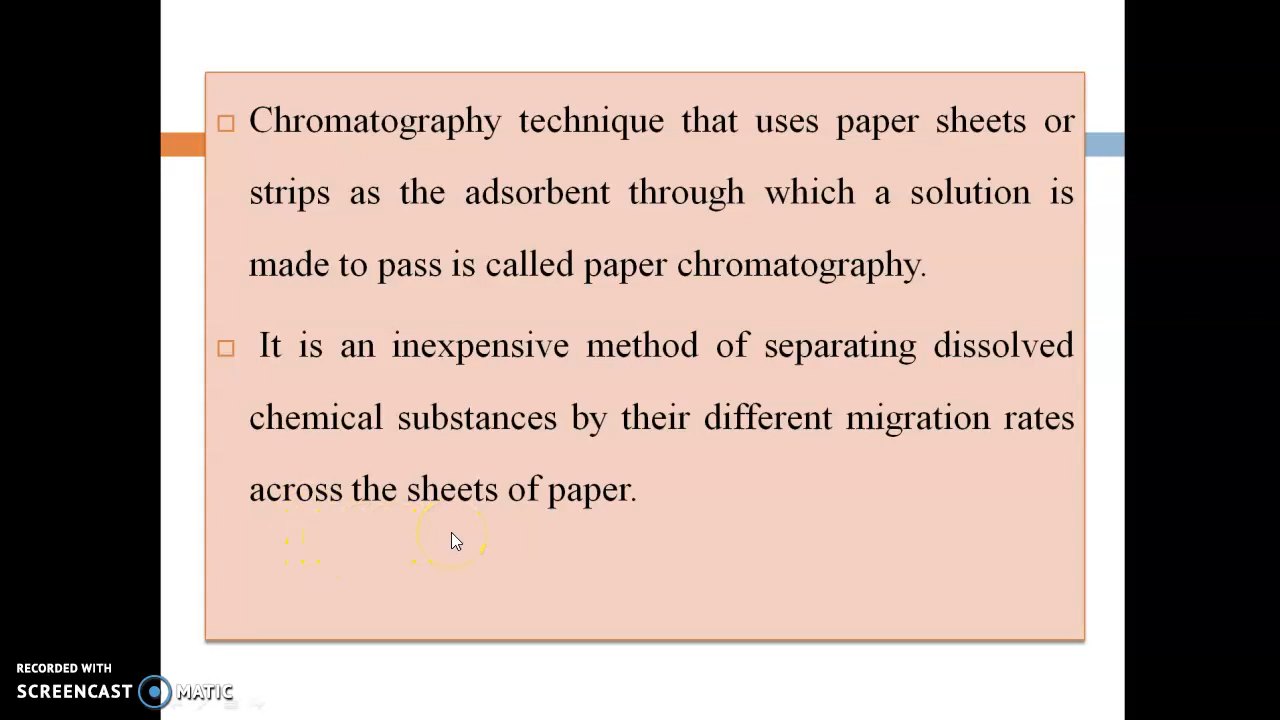 Chromatography technique that uses paper sheets or
strips as the adsorbent through which a solution is
made to pass is called paper chromatography.
It is an inexpensive method of separating dissolved
chemical substances by their different migration rates
across the sheets of paper.
RECORDED WITH
SCREENCAST MATIC